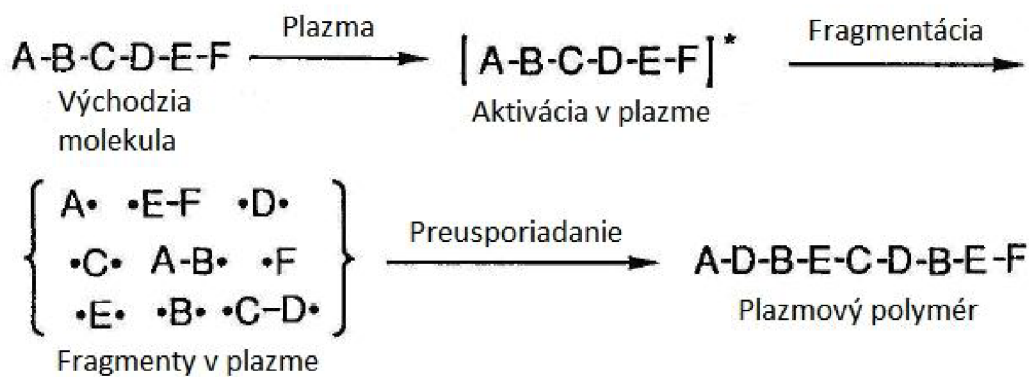 A-B-C-D-E-F Plazma [A-B-C-D-E-F]* Fragmentácia
Východzia
molekula
Aktivácia v plazme
A• •E-F •D•
•C• A-B• •F
•E• •B• •C-D•
Fragmenty v plazme
Preusporiadanie
A-D-B-E-C-D-B-E-F
Plazmový polymér